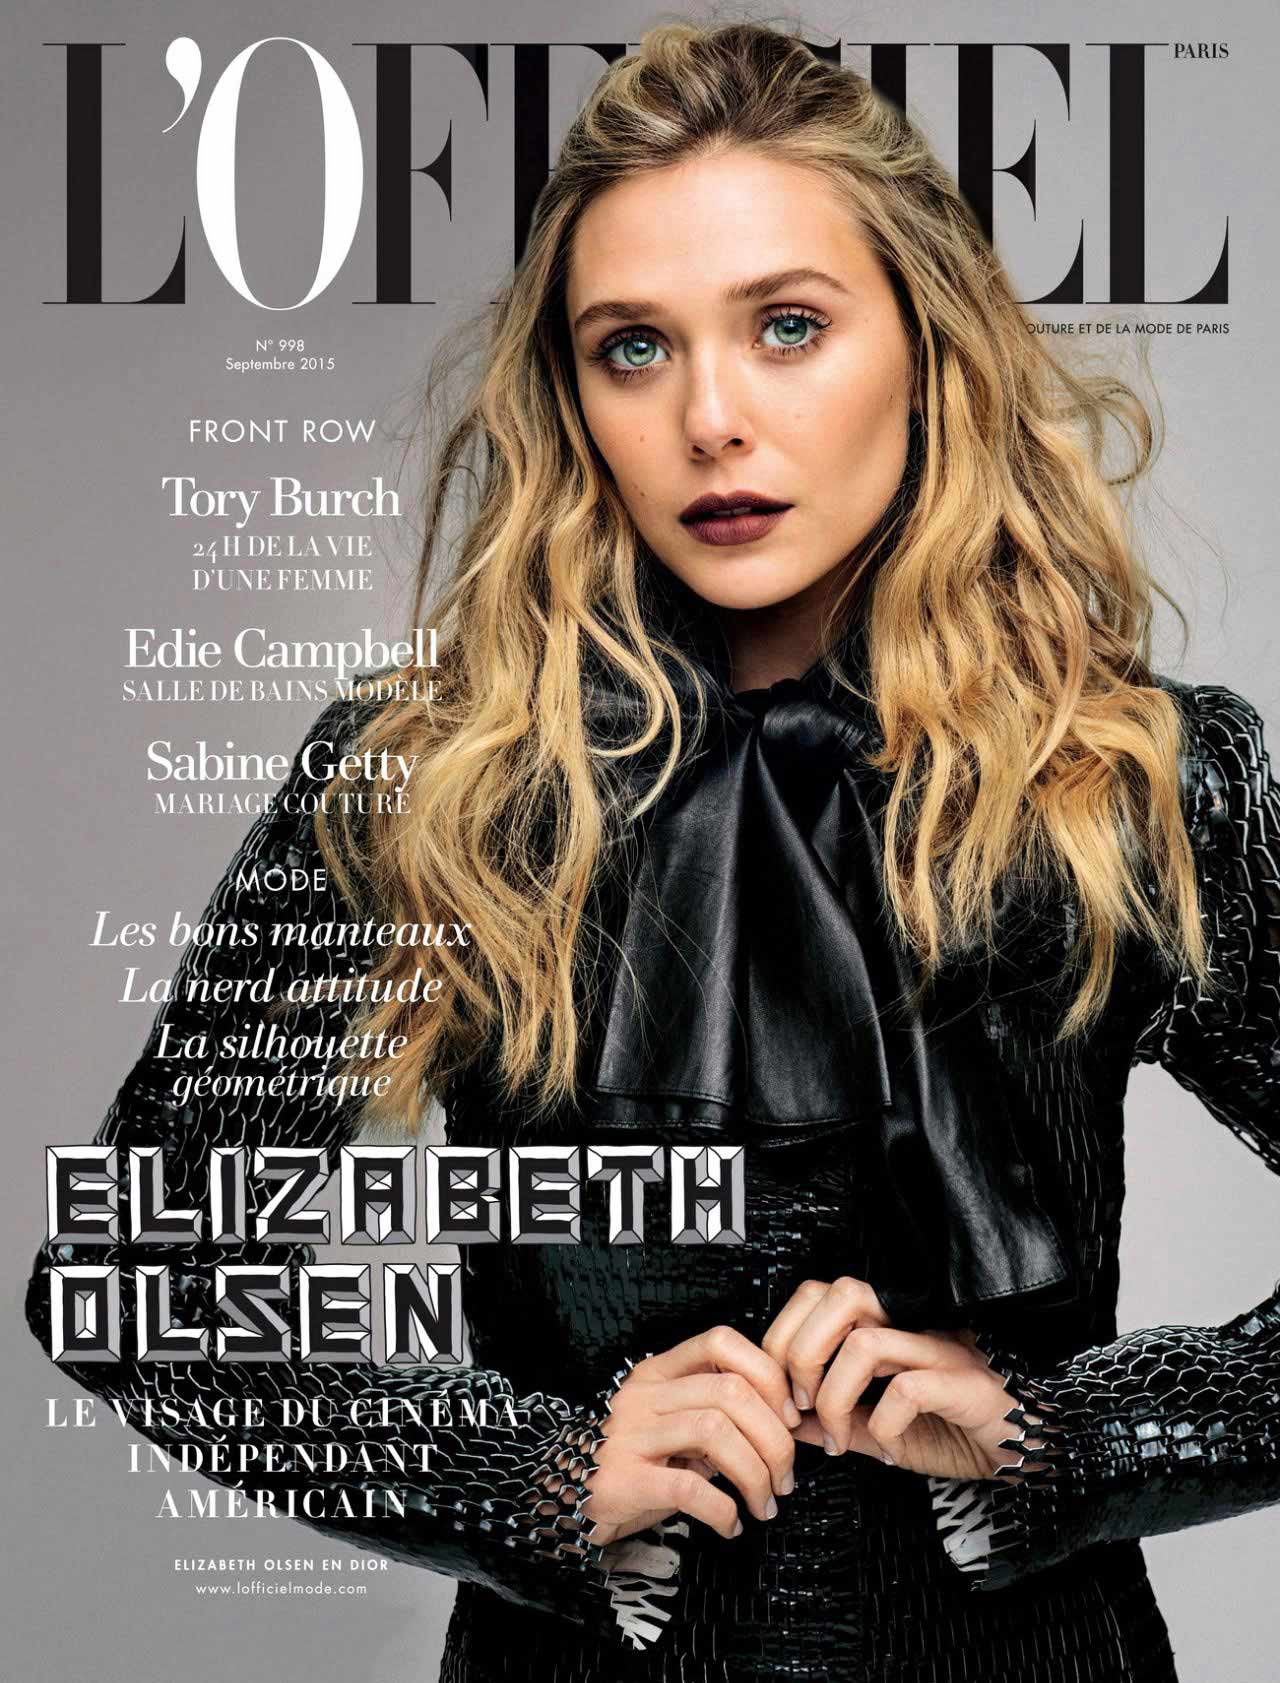 L'OFFICIEL
PARIS
OUTURE ET DE LA MODE DE PARIS
N° 998
Septembre 2015
FRONT ROW
Tory Burch
24 H DE LA VIE
D'UNE FEMME
Edie Campbell
SALLE DE BAINS MODÈLE
Sabine Getty
MARIAGE COUTURE
MODE
Les bons manteaux
La nerd attitude
La silhouette
géométrique
ELIZABETH
OLSEN
LE VISAGE DU CINÉMA
INDÉPENDANT
AMÉRICAIN
ELIZABETH OLSEN EN DIOR
www.lofficielmode.com